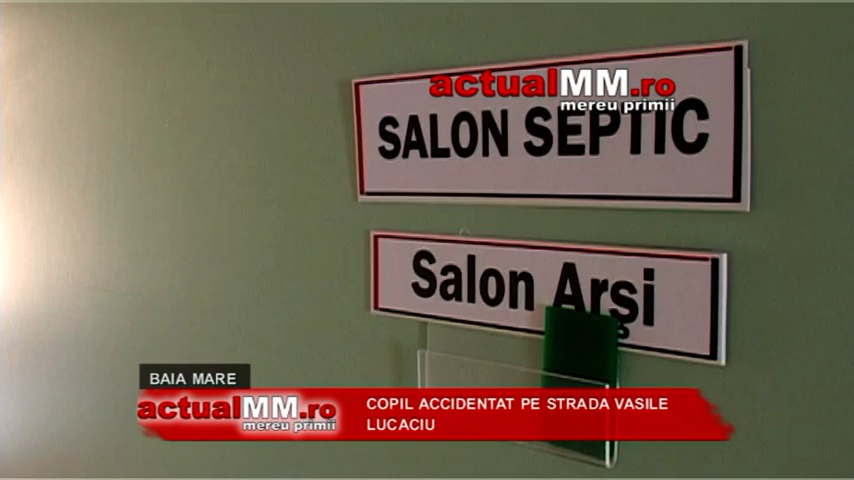 actualMM.ro
mereu primii
SALON SEPTIC
Salon Arși
BAIA MARE
actualMM.ro
mereu primii
COPIL ACCIDENTAT PE STRADA VASILE
LUCACIU